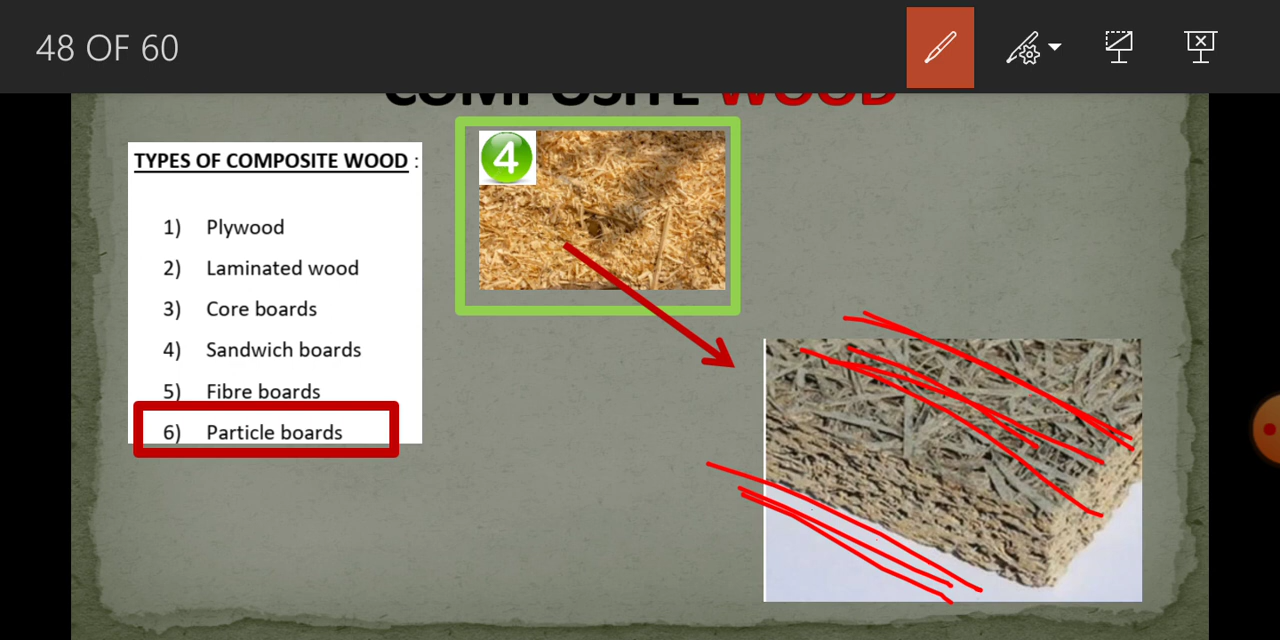 48 OF 60
COMPOSITE WOOD
TYPES OF COMPOSITE WOOD :
4
1) Plywood
2) Laminated wood
3) Core boards
4) Sandwich boards
5) Fibre boards
6) Particle boards